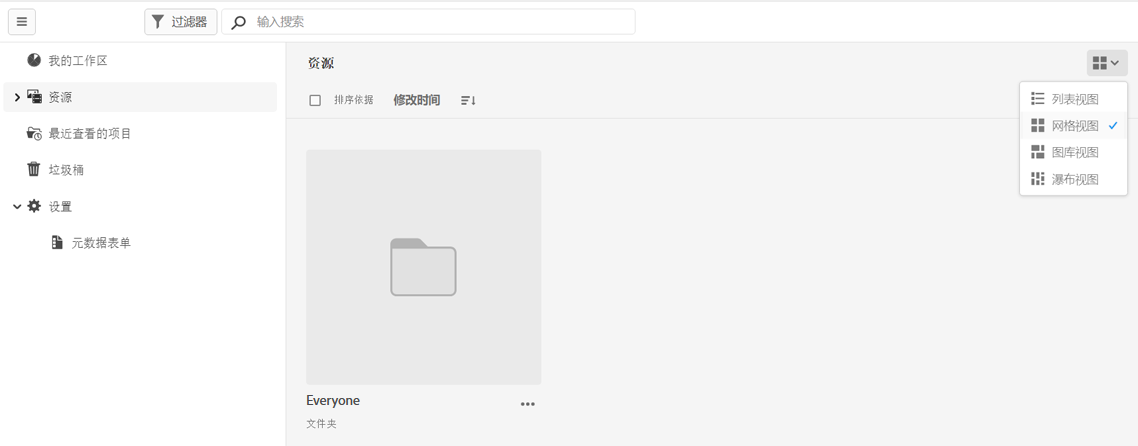 过滤器
输入搜索
我的工作区
资源
最近查看的项目
垃圾桶
设置
元数据表单
资源
排序依据 修改时间
列表视图
网格视图
图库视图
瀑布视图
Everyone
文件夹